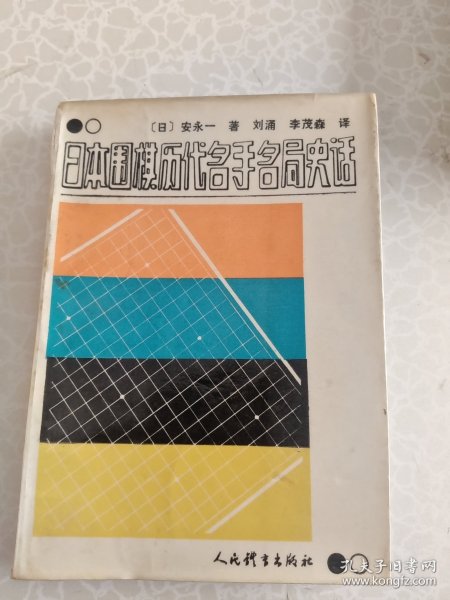 〔日〕安永一 著 刘涌 李茂森 译
日本围棋历代名手名局史话
人民体育出版社
孔夫子旧书网
www.kongfz.com